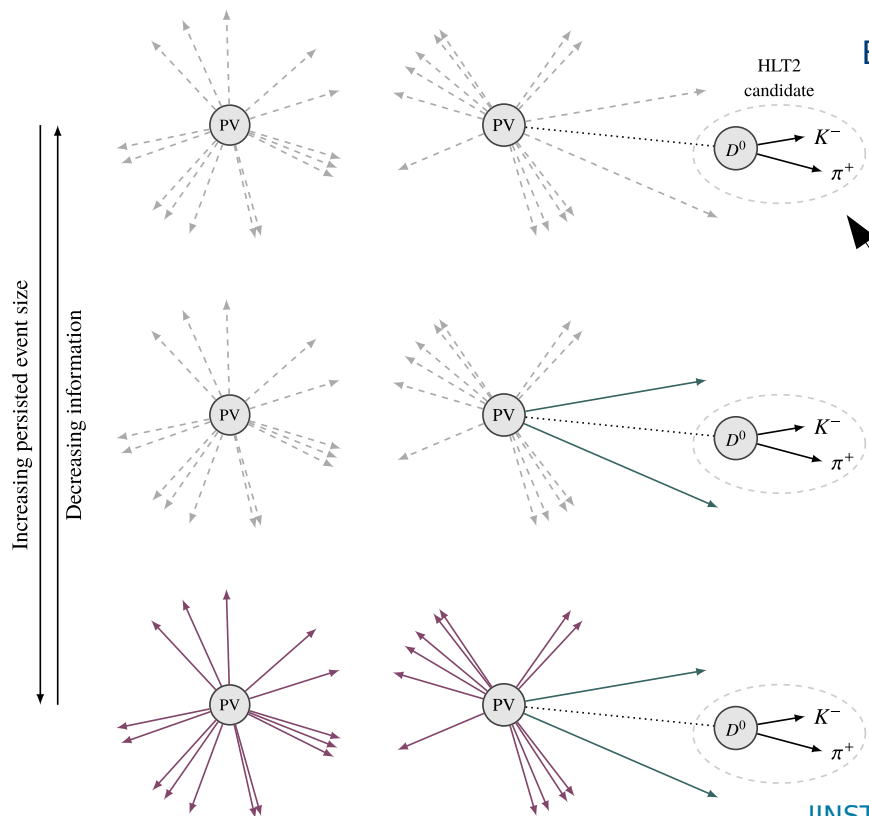 HLT2
candidate
PV
PV
D⁰
K⁻
π⁺
Increasing persisted event size
Decreasing information
PV
PV
D⁰
K⁻
π⁺
PV
PV
D⁰
K⁻
π⁺